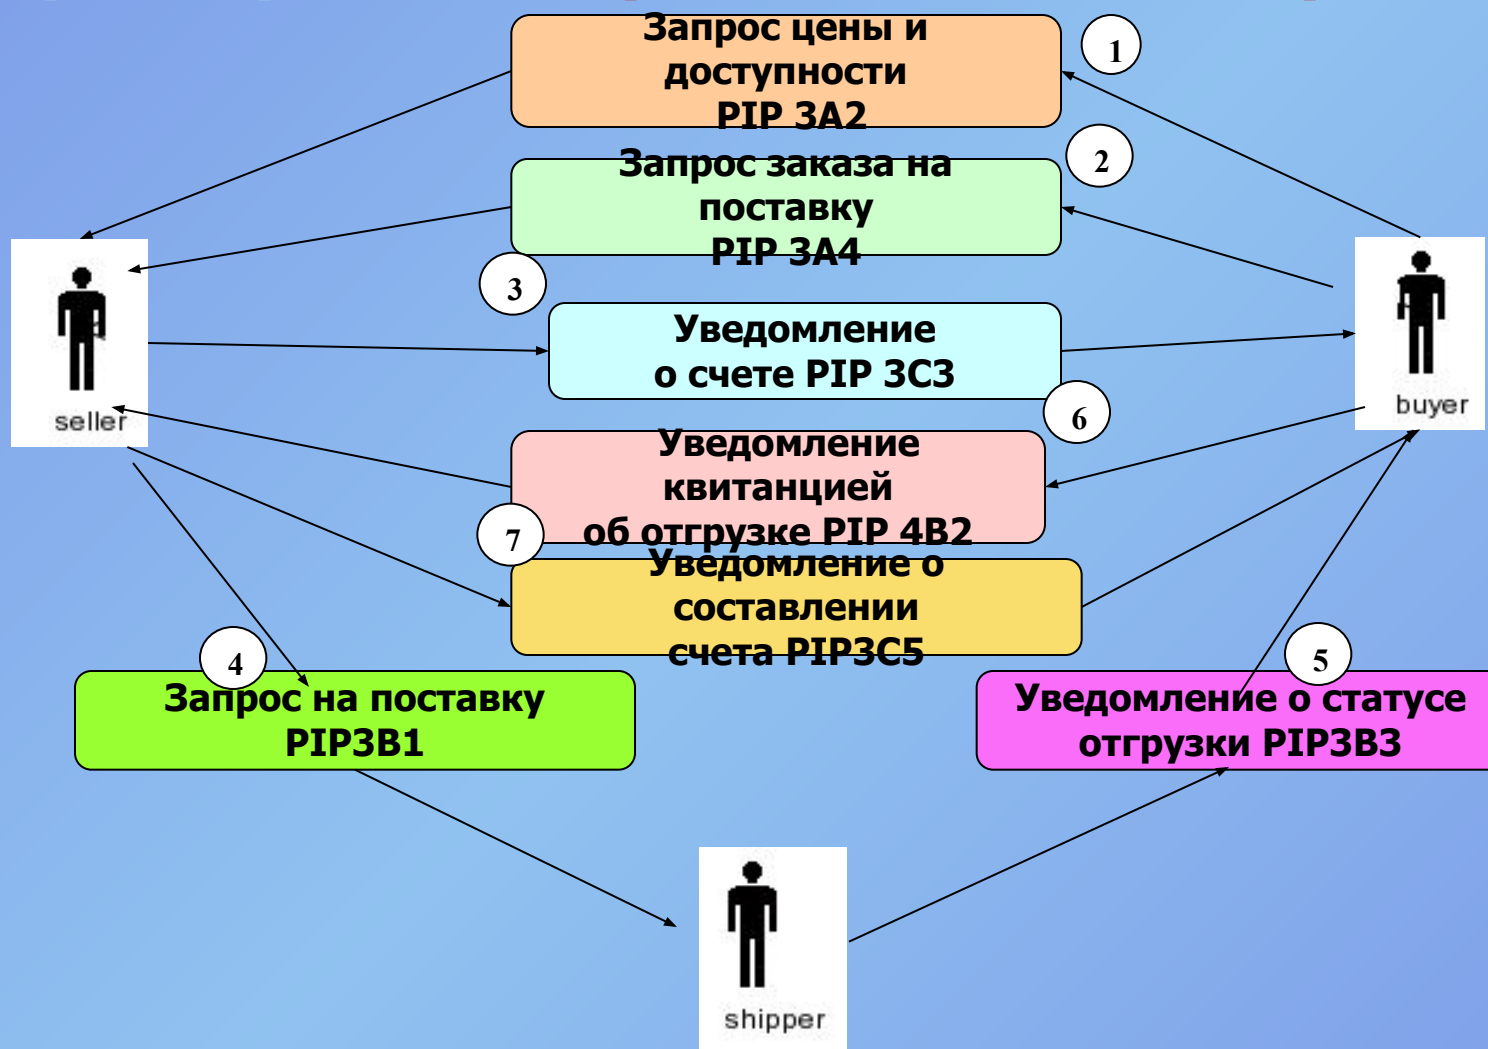 Запрос цены и
доступности
PIP 3A2
1
Запрос заказа на
поставку
PIP 3A4
2
3
Уведомление
о счете PIP 3C3
seller
buyer
6
Уведомление
квитанцией
об отгрузке PIP 4B2
7
Уведомление о
составлении
счета PIP3C5
4
Запрос на поставку
PIP3B1
5
Уведомление о статусе
отгрузки PIP3B3
shipper